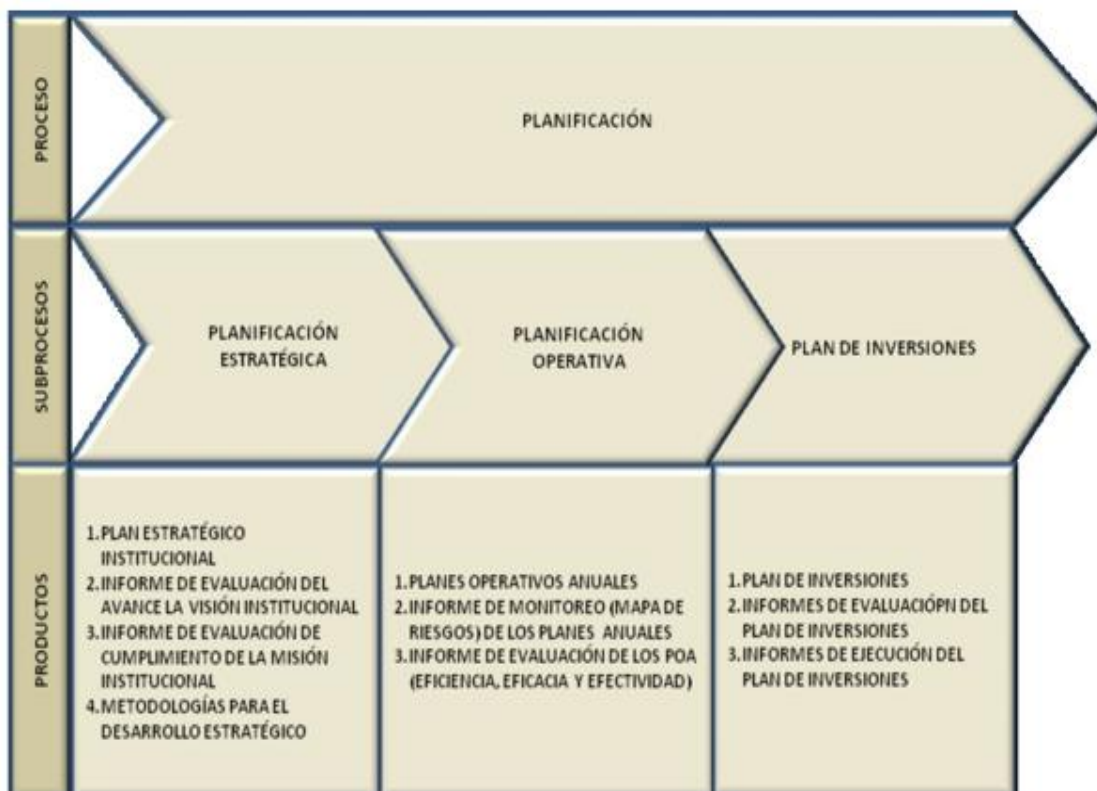 PROCESO
PLANIFICACIÓN
SUBPROCESOS
PLANIFICACIÓN
ESTRATÉGICA
PLANIFICACIÓN
OPERATIVA
PLAN DE INVERSIONES
PRODUCTOS
1.PLAN ESTRATÉGICO
INSTITUCIONAL
2.INFORME DE EVALUACIÓN DEL
AVANCE LA VISIÓN INSTITUCIONAL
3.INFORME DE EVALUACIÓN DE
CUMPLIMIENTO DE LA MISIÓN
INSTITUCIONAL
4.METODOLOGÍAS PARA EL
DESARROLLO ESTRATÉGICO
1.PLANES OPERATIVOS ANUALES
2.INFORME DE MONITOREO (MAPA DE
RIESGOS) DE LOS PLANES ANUALES
3.INFORME DE EVALUACIÓN DE LOS POA
(EFICIENCIA, EFICACIA Y EFECTIVIDAD)
1.PLAN DE INVERSIONES
2.INFORMES DE EVALUACIÓPN DEL
PLAN DE INVERSIONES
3.INFORMES DE EJECUCIÓN DEL
PLAN DE INVERSIONES